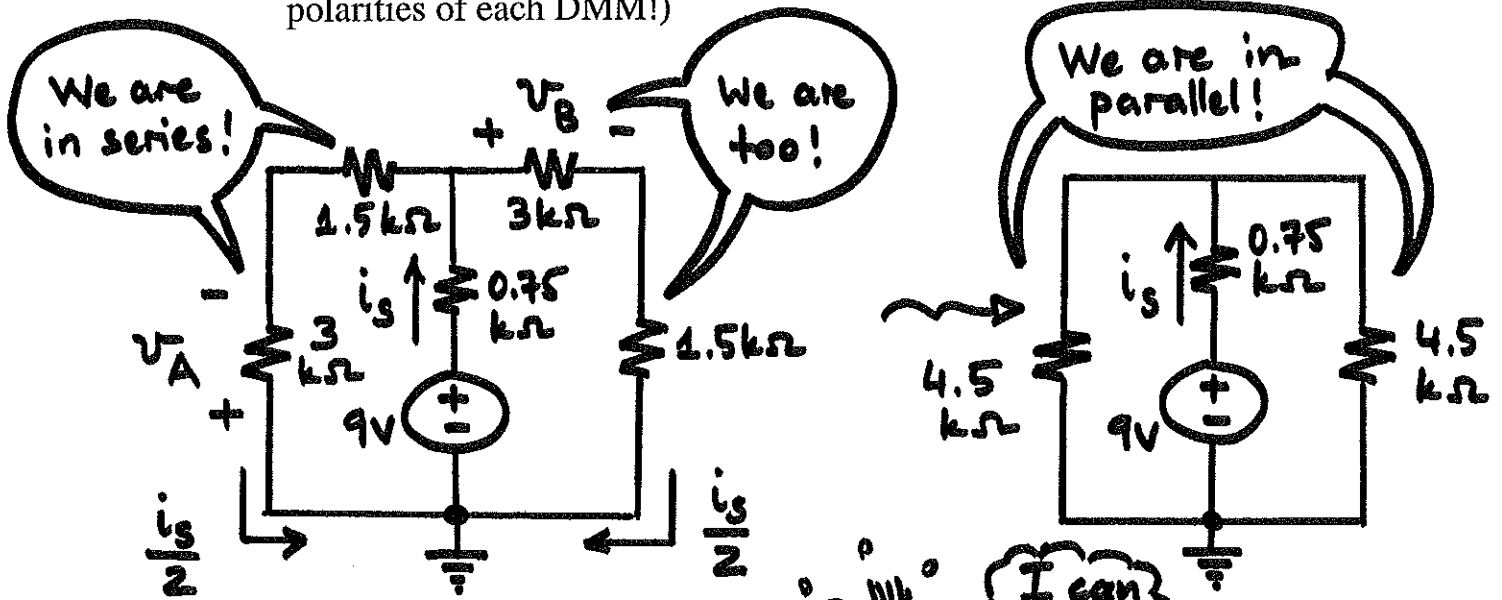 polarities of each DMM!)
We are
in series!
We are
too!
+ vB -
1.5kΩ
3kΩ
-
vA
+
3
kΩ
is
0.75
kΩ
1.5kΩ
9V
+
-
is
2
is
2
We are in
parallel!
is
0.75
kΩ
4.5
kΩ
4.5
kΩ
9V
+
-
I can